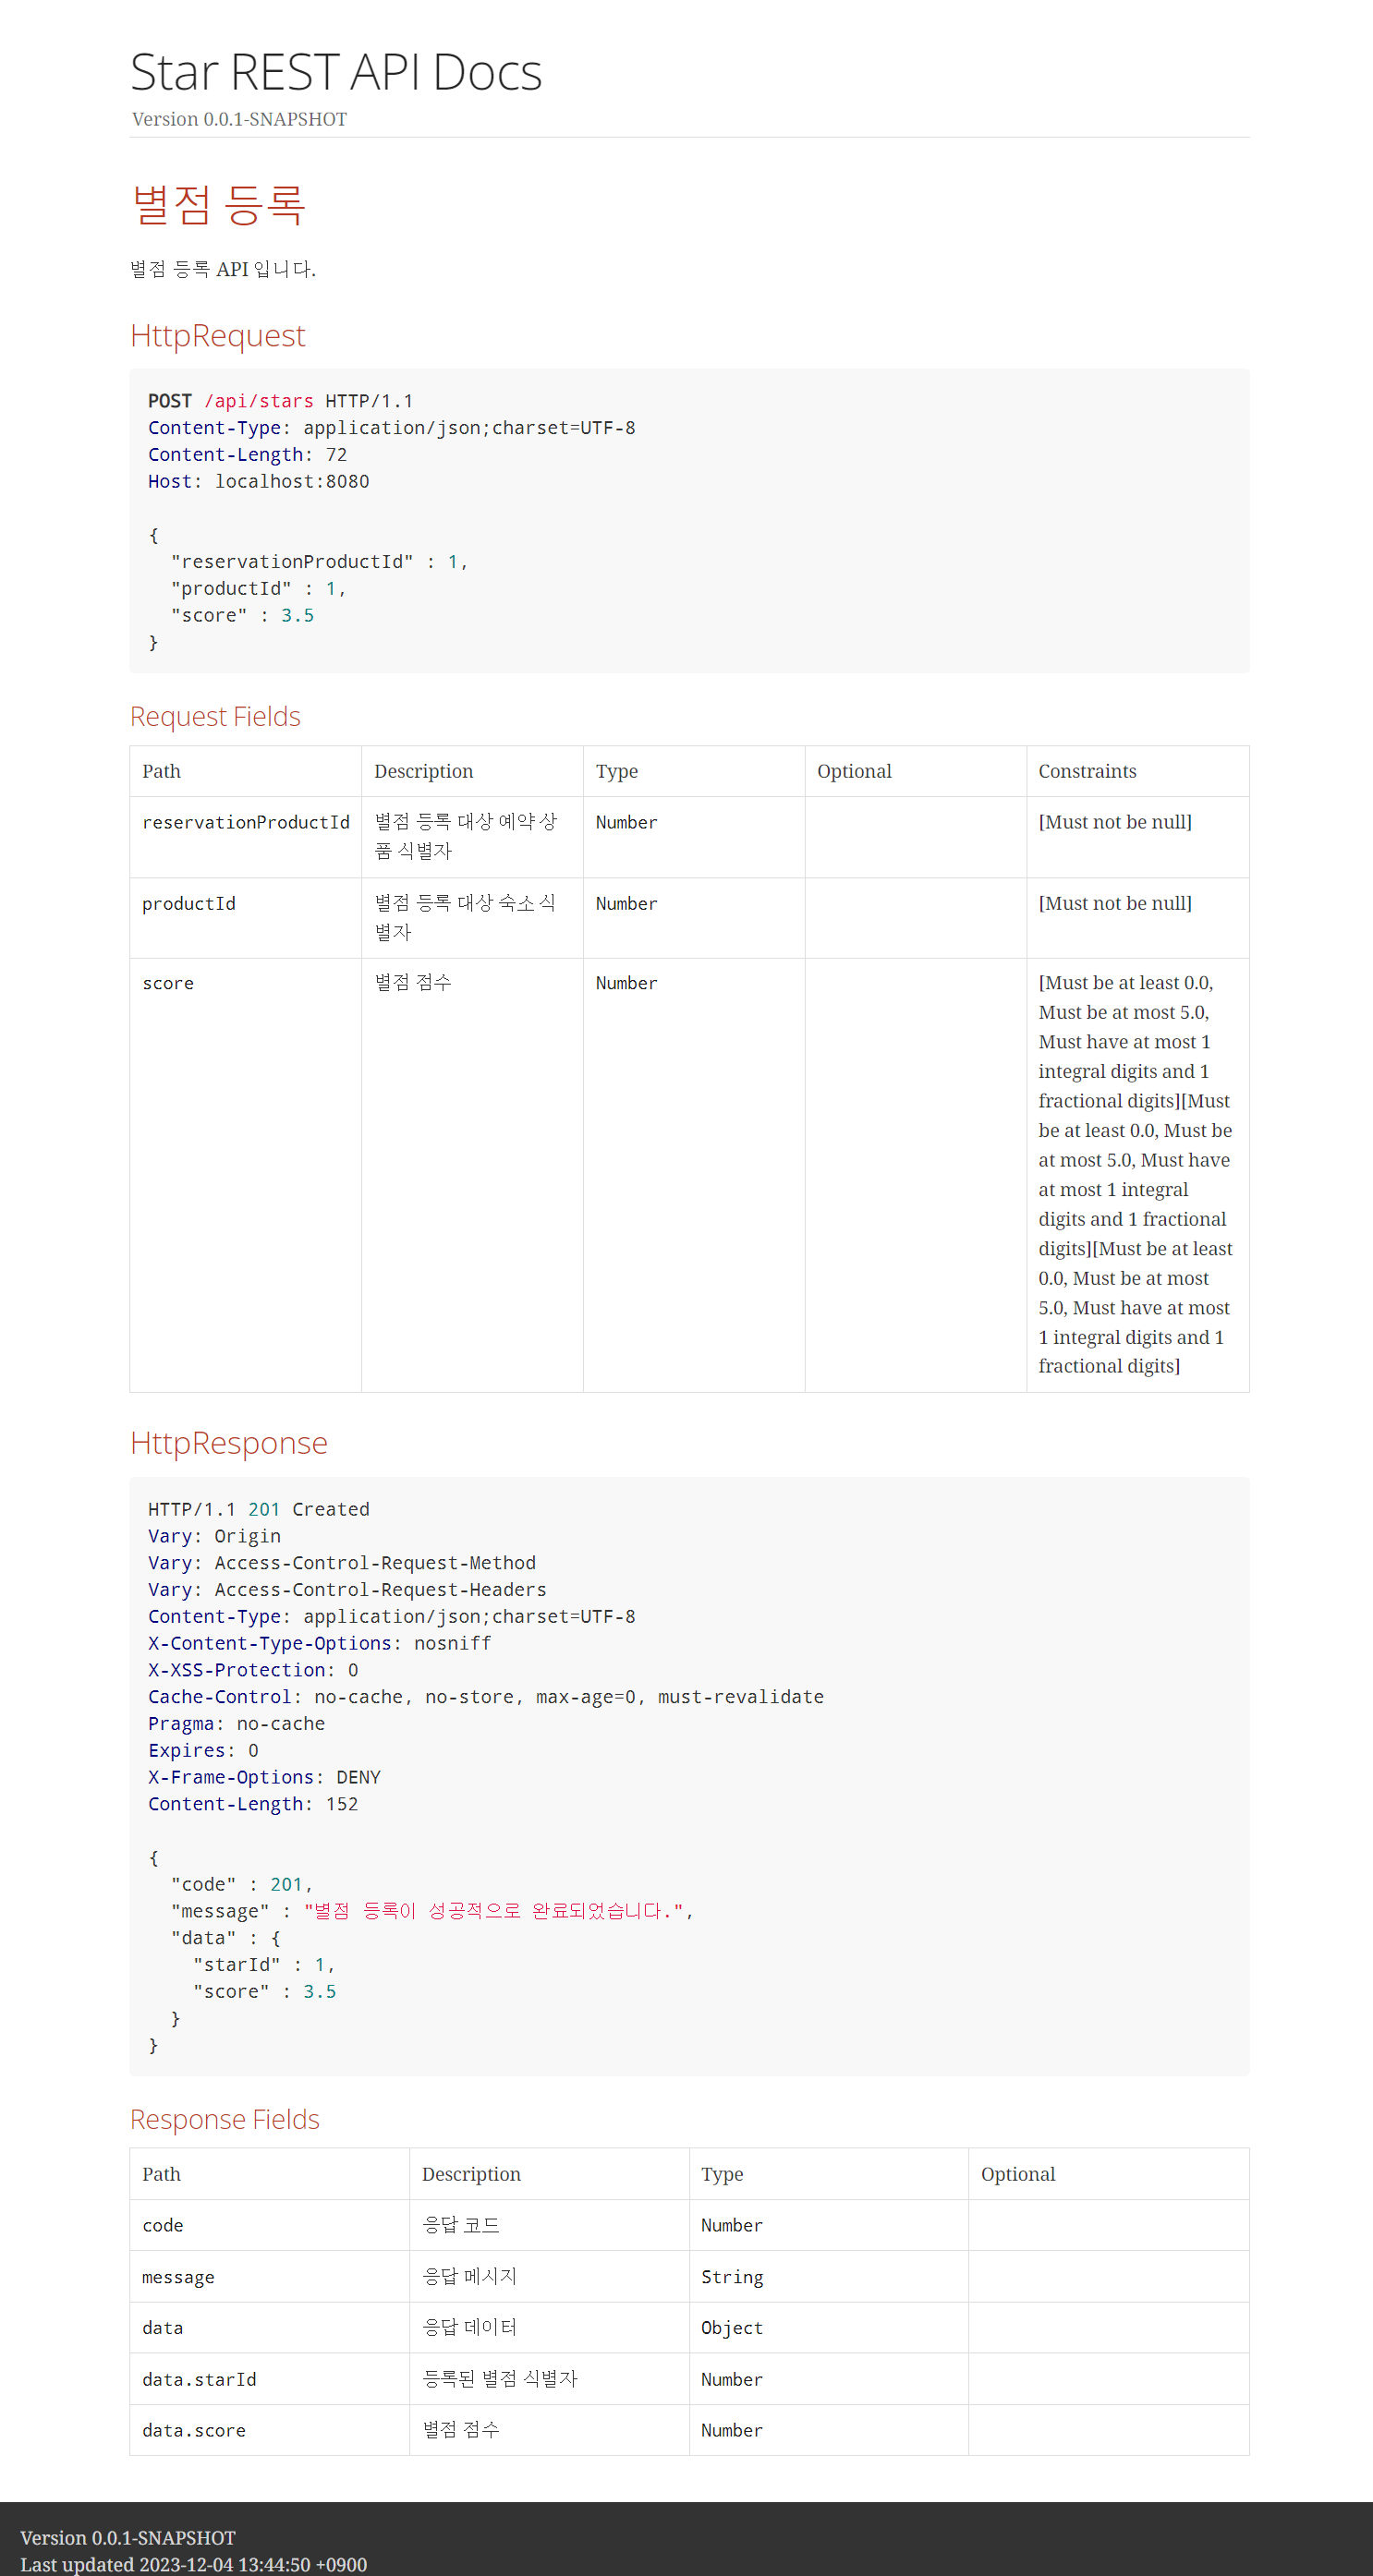 Star REST API Docs
Version 0.0.1-SNAPSHOT
별점 등록
별점 등록 API 입니다.
HttpRequest
POST /api/stars HTTP/1.1
Content-Type: application/json;charset=UTF-8
Content-Length: 72
Host: localhost:8080
{
  "reservationProductId" : 1,
  "productId" : 1,
  "score" : 3.5
}
Request Fields
Path Description Type Optional Constraints
reservationProductId 별점 등록 대상 예약 상 Number [Must not be null]
품 식별자
productId 별점 등록 대상 숙소 식 Number [Must not be null]
별자
score 별점 점수 Number [Must be at least 0.0,
Must be at most 5.0,
Must have at most 1
integral digits and 1
fractional digits][Must
be at least 0.0, Must be
at most 5.0, Must have
at most 1 integral
digits and 1 fractional
digits][Must be at least
0.0, Must be at most
5.0, Must have at most
1 integral digits and 1
fractional digits]
HttpResponse
HTTP/1.1 201 Created
Vary: Origin
Vary: Access-Control-Request-Method
Vary: Access-Control-Request-Headers
Content-Type: application/json;charset=UTF-8
X-Content-Type-Options: nosniff
X-XSS-Protection: 0
Cache-Control: no-cache, no-store, max-age=0, must-revalidate
Pragma: no-cache
Expires: 0
X-Frame-Options: DENY
Content-Length: 152
{
  "code" : 201,
  "message" : "별점 등록이 성공적으로 완료되었습니다.",
  "data" : {
    "starId" : 1,
    "score" : 3.5
  }
}
Response Fields
Path Description Type Optional
code 응답 코드 Number
message 응답 메시지 String
data 응답 데이터 Object
data.starId 등록된 별점 식별자 Number
data.score 별점 점수 Number
Version 0.0.1-SNAPSHOT
Last updated 2023-12-04 13:44:50 +0900